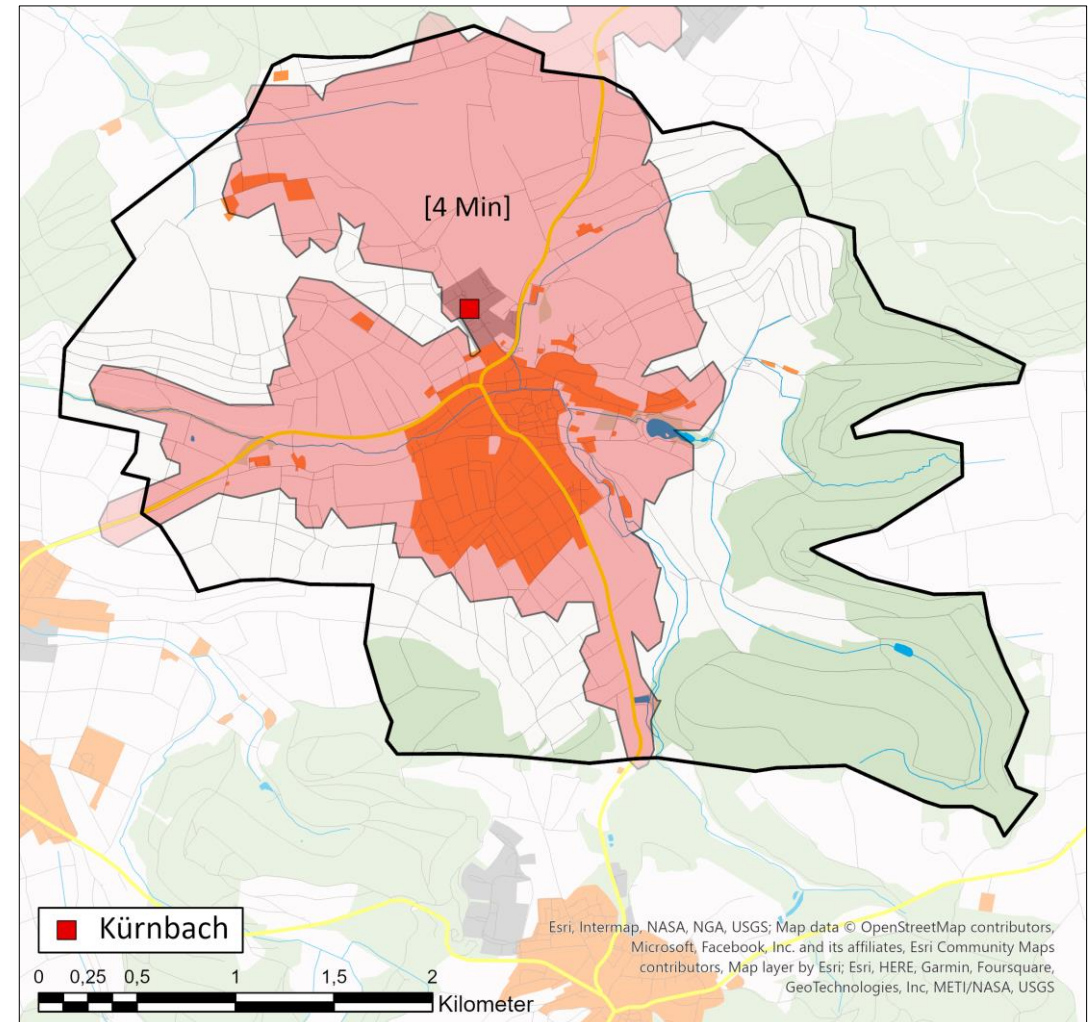 [4 Min]
Kürnbach
0 0,25 0,5 1 1,5 2
Kilometer
Esri, Intermap, NASA, NGA, USGS; Map data © OpenStreetMap contributors,
Microsoft, Facebook, Inc. and its affiliates, Esri Community Maps
contributors, Map layer by Esri; Esri, HERE, Garmin, Foursquare,
GeoTechnologies, Inc, METI/NASA, USGS